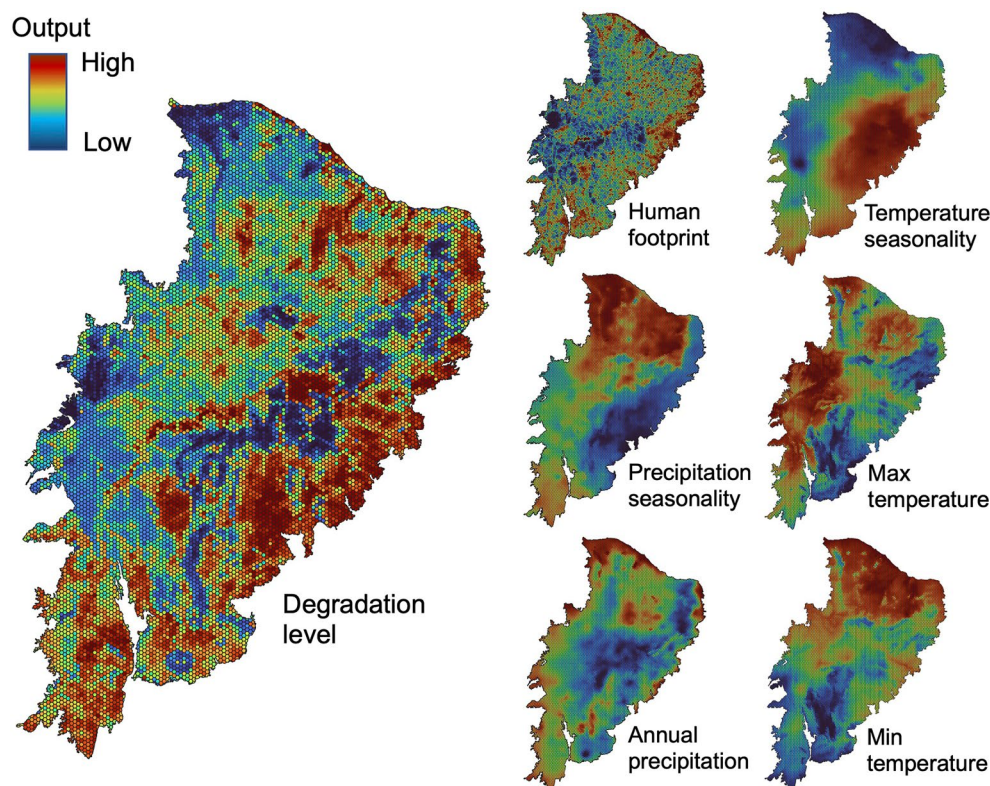 Output
High
Low
Degradation
level
Human
footprint
Temperature
seasonality
Precipitation
seasonality
Max
temperature
Annual
precipitation
Min
temperature